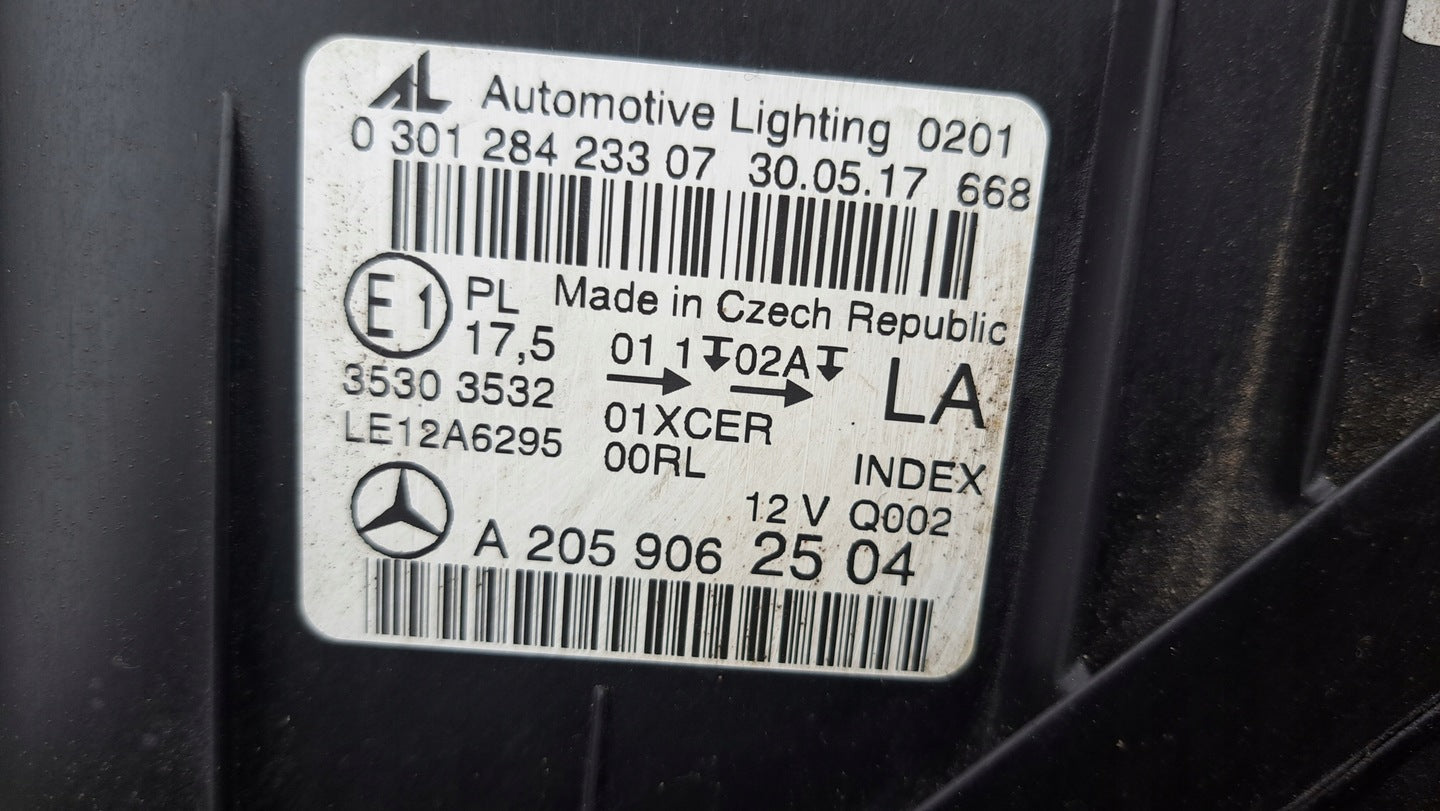 AL Automotive Lighting 0201
0 301 284 233 07 30.05.17 668
E1 PL Made in Czech Republic
17,5 01 1 02A LA
3530 3532
01XCER
LE12A6295 00RL INDEX
12 V Q002
A 205 906 25 04